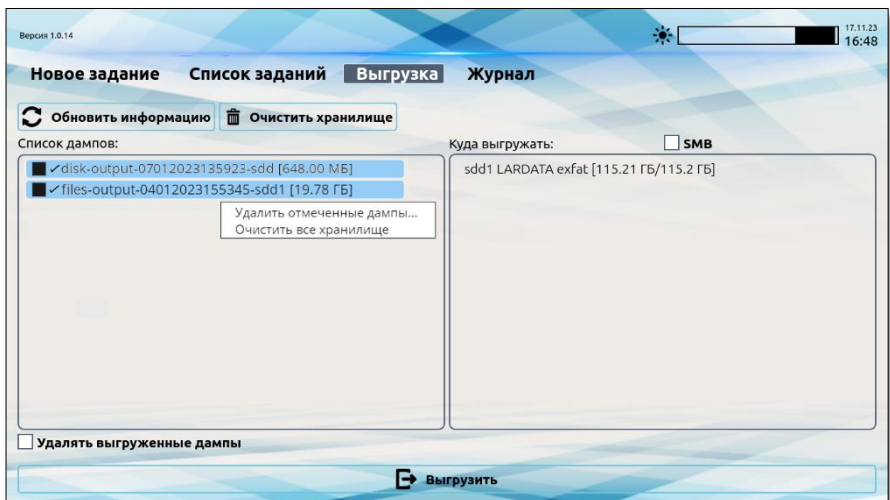 Версия 1.0.14
17.11.23
16:48
Новое задание Список заданий Выгрузка Журнал
Обновить информацию Очистить хранилище
Список дампов:
Куда выгружать: SMB
✓disk-output-07012023135923-sdd [648.00 МБ]
✓files-output-04012023155345-sdd1 [19.78 ГБ]
sdd1 LARDATA exfat [115.21 ГБ/115.2 ГБ]
Удалить отмеченные дампы...
Очистить все хранилище
Удалять выгруженные дампы
Выгрузить